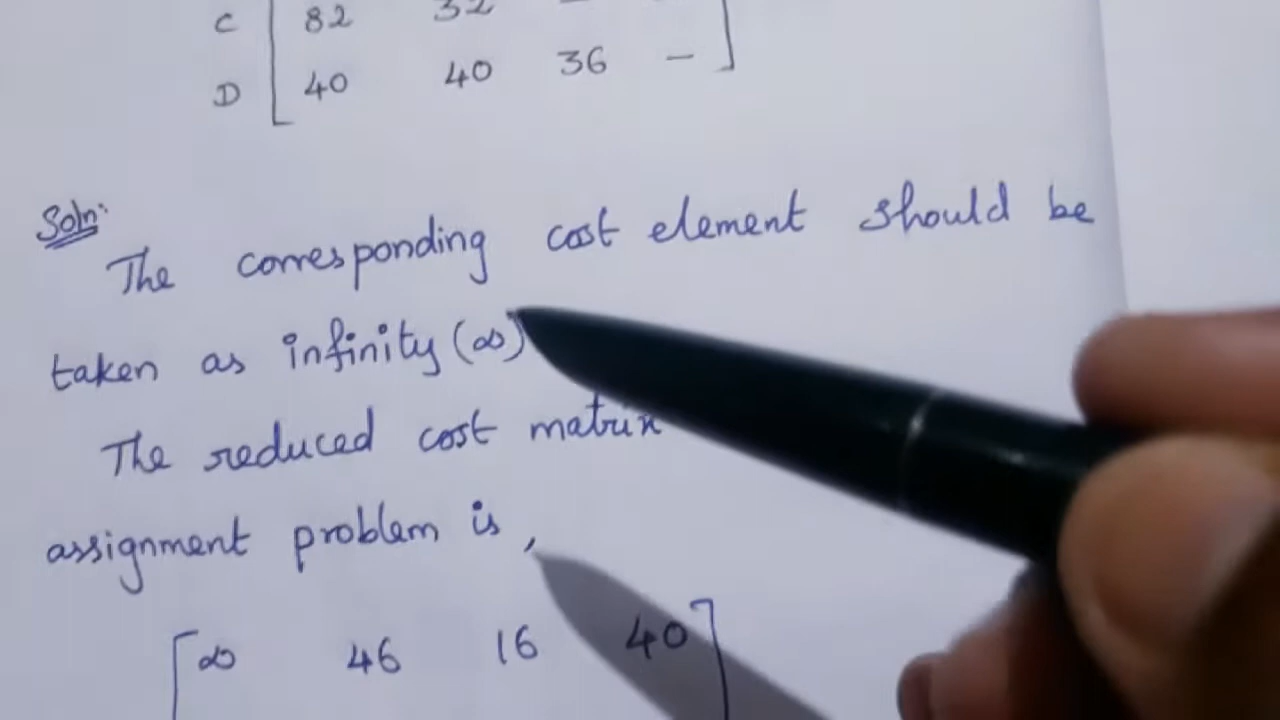 C 82 32 -
D 40 40 36 -
Soln:
The corresponding cost element should be
taken as infinity (∞)
The reduced cost matrix
assignment problem is,
∞ 46 16 40